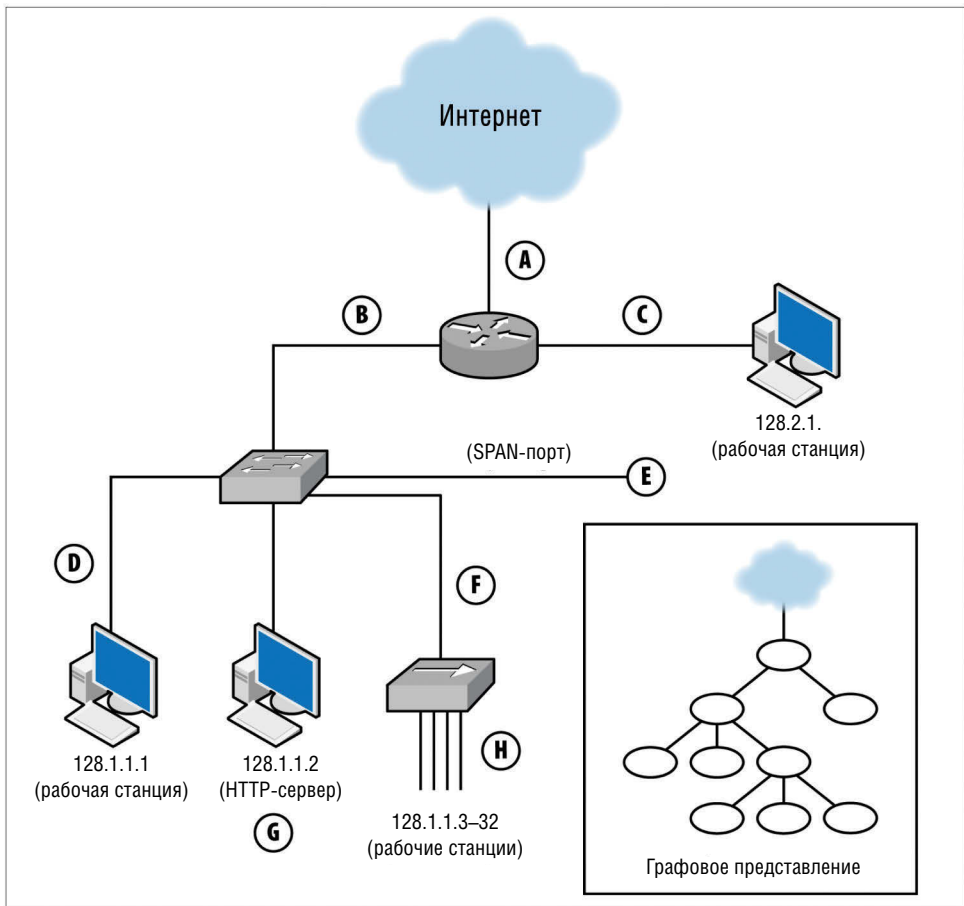 Интернет
A
B
C
128.2.1.
(рабочая станция)
(SPAN-порт)
E
D
F
128.1.1.1
(рабочая станция)
128.1.1.2
(HTTP-сервер)
G
H
128.1.1.3–32
(рабочие станции)
Графовое представление